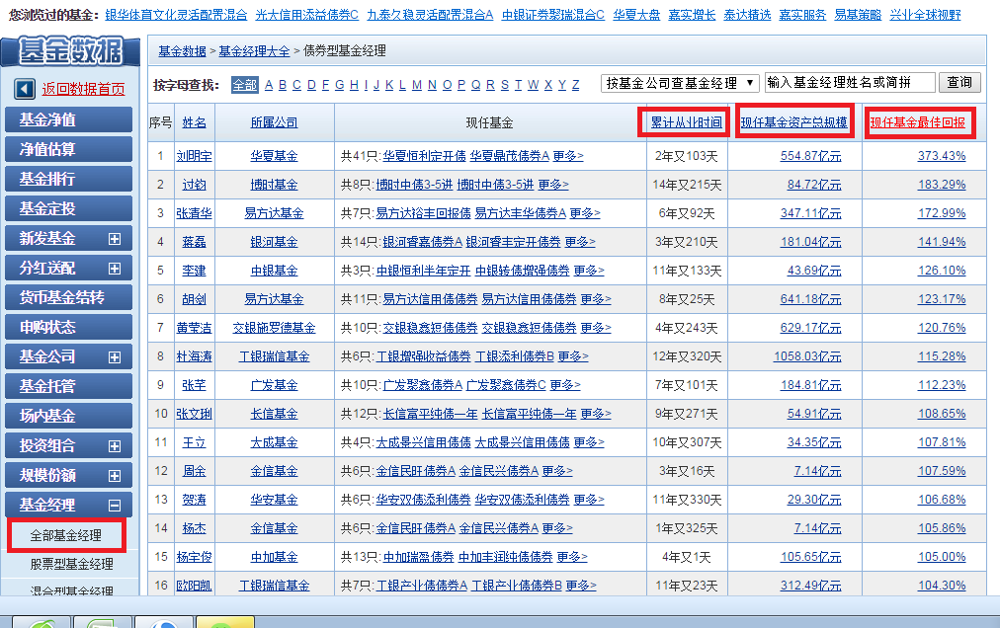 您浏览过的基金：银华体育文化灵活配置混合 光大信用添益债券C 九泰久稳灵活配置混合A 中银证券聚瑞混合C 华夏大盘 嘉实增长 泰达精选 嘉实服务 易基策略 兴业全球视野
基金数据
返回数据首页
基金净值
净值估算
基金排行
基金定投
新发基金
分红送配
货币基金结转
申购状态
基金公司
基金托管
场内基金
投资组合
规模份额
基金经理
全部基金经理
股票型基金经理
混合型基金经理
基金数据 > 基金经理大全 > 债券型基金经理
按字母查找： 全部 A B C D F G H I J K L M N O P Q R S T W X Y Z 按基金公司查基金经理 输入基金经理姓名或简拼 查询
序号 姓名 所属公司 现任基金 累计从业时间 现任基金资产总规模 现任基金最佳回报
1 刘明宇 华夏基金 共41只:华夏恒利定开债 华夏鼎茂债券A 更多> 2年又103天 554.87亿元 373.43%
2 过钧 博时基金 共8只:博时中债3-5进 博时中债3-5进 更多> 14年又215天 84.72亿元 183.29%
3 张清华 易方达基金 共7只:易方达裕丰回报债 易方达丰华债券A 更多> 6年又92天 347.11亿元 172.99%
4 蒋磊 银河基金 共14只:银河睿嘉债券A 银河睿丰定开债券 更多> 3年又210天 181.04亿元 141.94%
5 李建 中银基金 共3只:中银恒利半年定开 中银转债增强债券 更多> 11年又133天 43.69亿元 126.10%
6 胡剑 易方达基金 共11只:易方达信用债债券 易方达信用债债券 更多> 8年又25天 641.18亿元 123.17%
7 黄莹洁 交银施罗德基金 共10只:交银稳鑫短债债券 交银稳鑫短债债券 更多> 4年又243天 629.17亿元 120.76%
8 杜海涛 工银瑞信基金 共6只:工银增强收益债券 工银添利债券B 更多> 12年又320天 1058.03亿元 115.28%
9 张芊 广发基金 共10只:广发聚鑫债券A 广发聚鑫债券C 更多> 7年又101天 184.81亿元 112.23%
10 张文琍 长信基金 共12只:长信富平纯债一年 长信富平纯债一年 更多> 9年又271天 54.91亿元 108.65%
11 王立 大成基金 共4只:大成景兴信用债债 大成景兴信用债债 更多> 10年又307天 34.35亿元 107.81%
12 周余 金信基金 共6只:金信民旺债券A 金信民兴债券A 更多> 3年又16天 7.14亿元 107.59%
13 贺涛 华安基金 共6只:华安双债添利债券 华安双债添利债券 更多> 11年又330天 29.30亿元 106.68%
14 杨杰 金信基金 共6只:金信民旺债券A 金信民兴债券A 更多> 1年又325天 7.14亿元 105.86%
15 杨宇俊 中加基金 共13只:中加瑞盈债券 中加丰润纯债债券 更多> 4年又1天 105.65亿元 105.00%
16 欧阳凯 工银瑞信基金 共7只:工银产业债债券A 工银产业债债券B 更多> 11年又23天 312.49亿元 104.30%